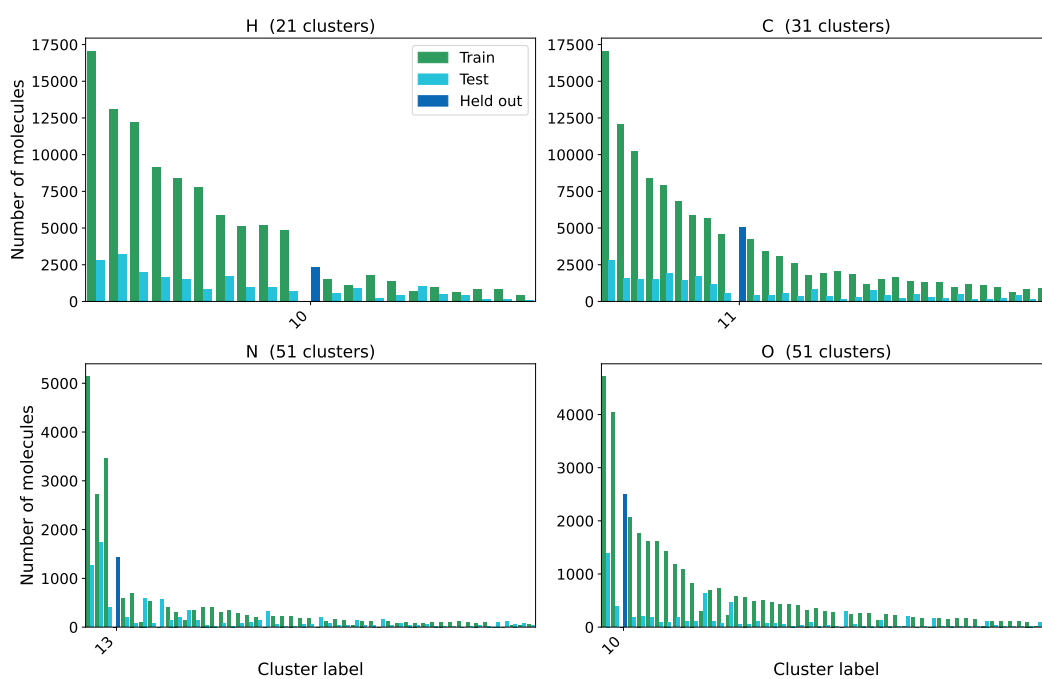 H (21 clusters)
C (31 clusters)
Number of molecules
17500
15000
12500
10000
7500
5000
2500
0
Train
Test
Held out
10
17500
15000
12500
10000
7500
5000
2500
0
11
N (51 clusters)
O (51 clusters)
Number of molecules
5000
4000
3000
2000
1000
0
13
Cluster label
4000
3000
2000
1000
0
10
Cluster label